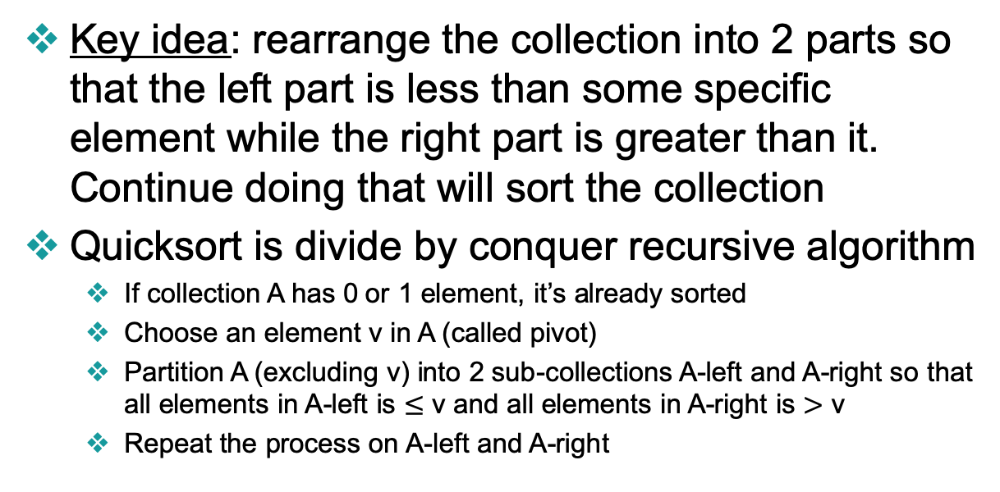 Key idea: rearrange the collection into 2 parts so
that the left part is less than some specific
element while the right part is greater than it.
Continue doing that will sort the collection
Quicksort is divide by conquer recursive algorithm
If collection A has 0 or 1 element, it’s already sorted
Choose an element v in A (called pivot)
Partition A (excluding v) into 2 sub-collections A-left and A-right so that
all elements in A-left is ≤ v and all elements in A-right is > v
Repeat the process on A-left and A-right